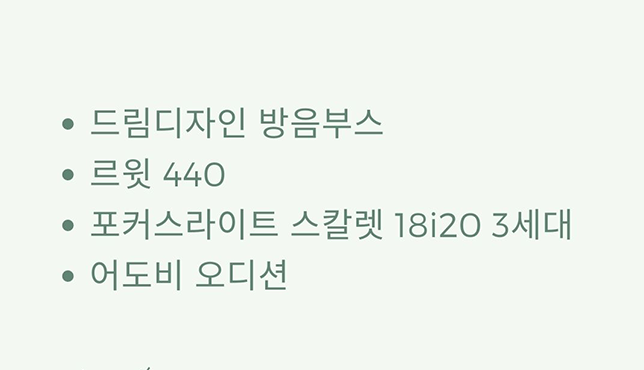 • 드림디자인 방음부스
• 르윗 440
• 포커스라이트 스칼렛 18i20 3세대
• 어도비 오디션